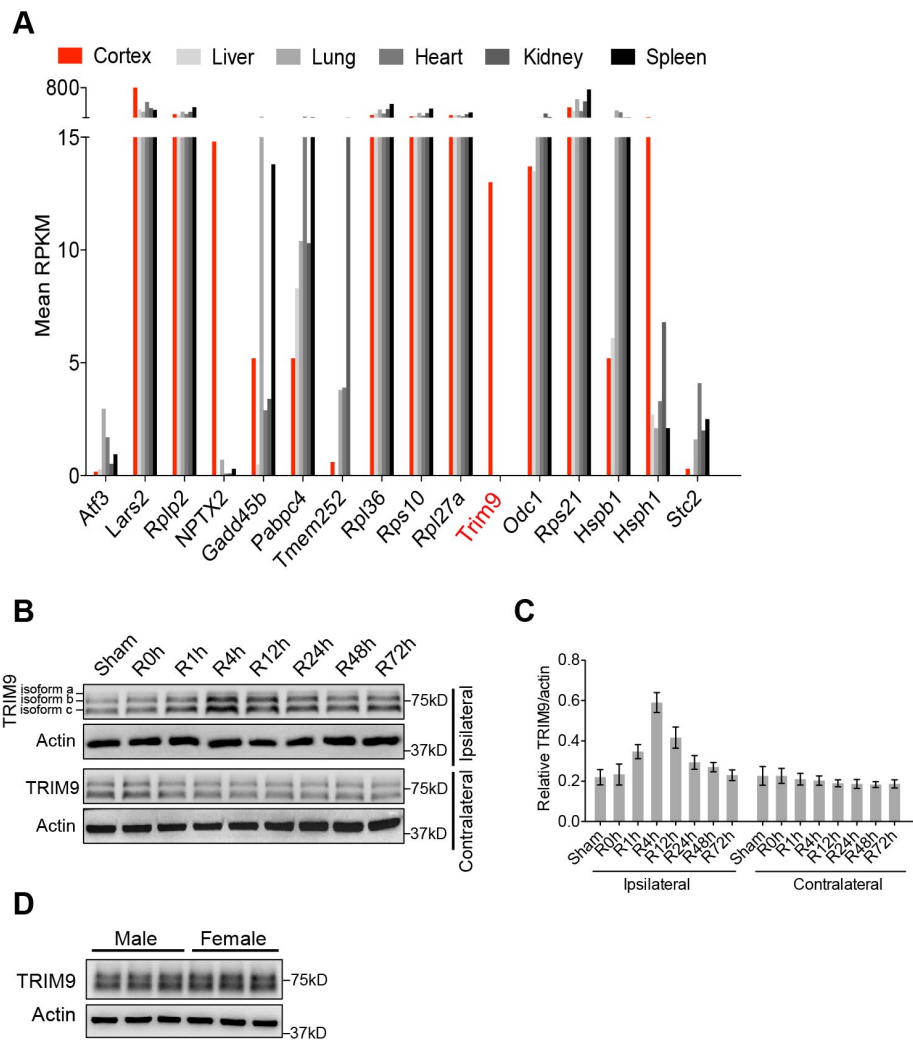 A
Cortex Liver Lung Heart Kidney Spleen
800
15
10
5
0
Mean RPKM
Atf3 Lars2 Rplp2 NPTX2 Gadd45b Pabpc4 Tmem252 Rpl36 Rps10 Rpl27a Trim9 Odc1 Rps21 Hspb1 Hsph1 Stc2
B
Sham R0h R1h R4h R12h R24h R48h R72h
TRIM9
isoform a
isoform b
isoform c
75kD
Actin
37kD
Ipsilateral
TRIM9
75kD
Actin
37kD
Contralateral
C
Relative TRIM9/actin
0.8
0.6
0.4
0.2
0.0
Sham R0h R1h R4h R12h R24h R48h R72h Sham R0h R1h R4h R12h R24h R48h R72h
Ipsilateral Contralateral
D
Male Female
TRIM9
75kD
Actin
37kD